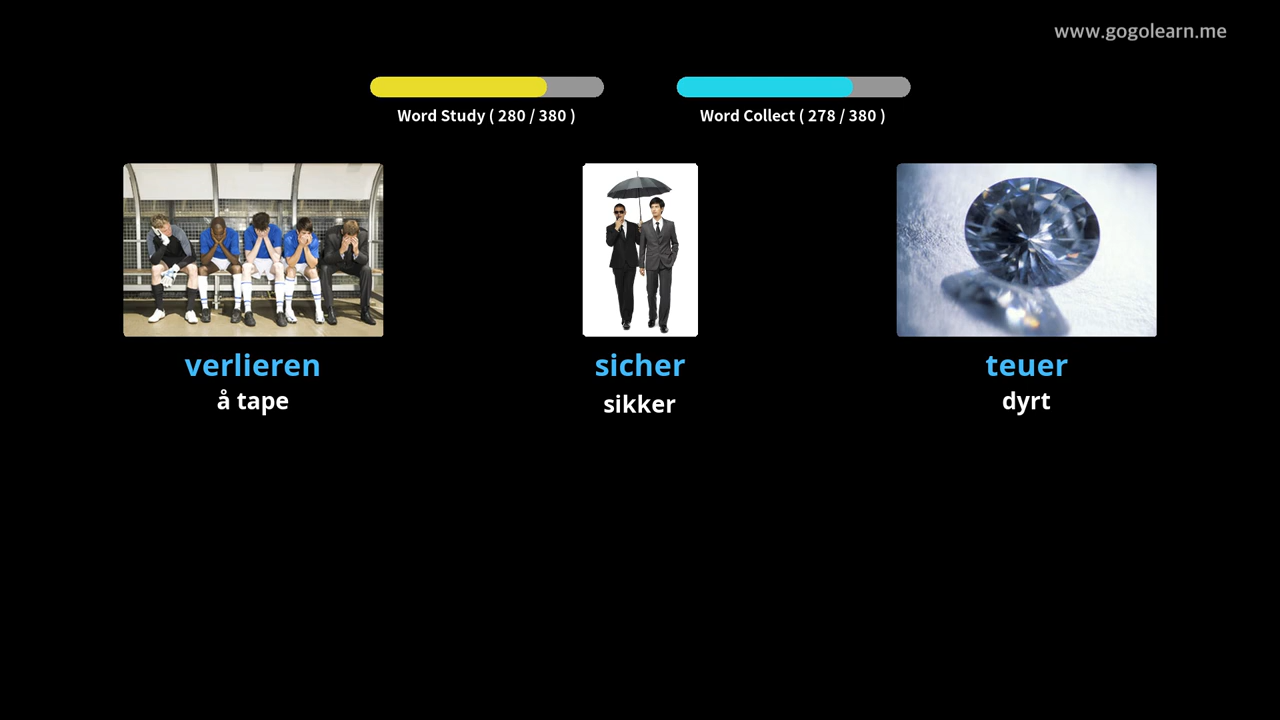 www.gogolearn.me
Word Study ( 280 / 380 )
Word Collect ( 278 / 380 )
verlieren
å tape
sicher
sikker
teuer
dyrt